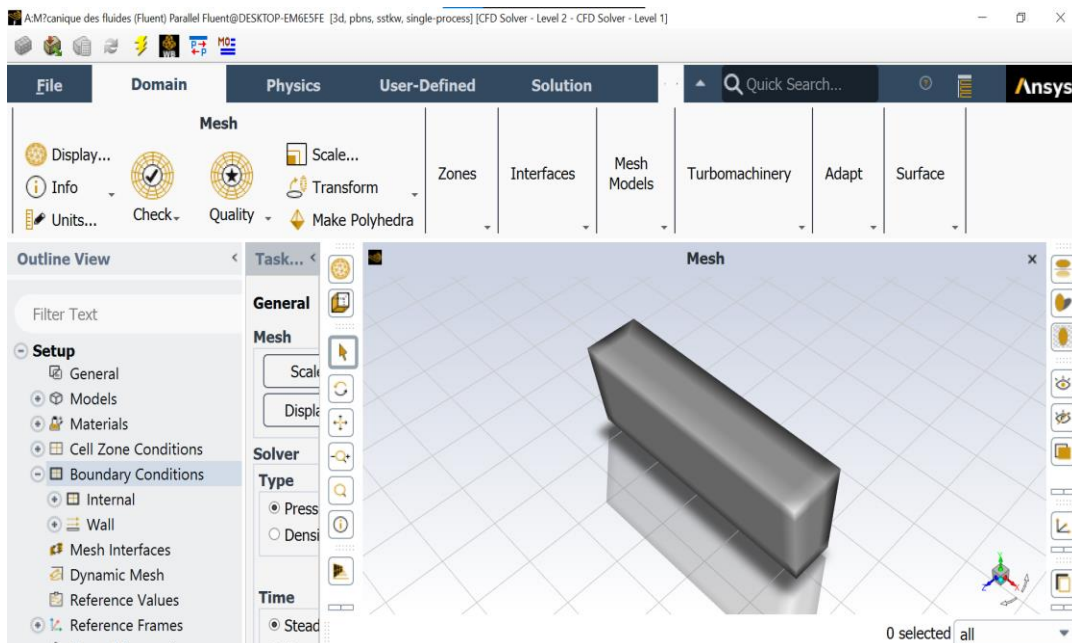 A:M?canique des fluides (Fluent) Parallel Fluent@DESKTOP-EM6E5FE [3d, pbns, sstkw, single-process] [CFD Solver - Level 2 - CFD Solver - Level 1]
File Domain Physics User-Defined Solution Quick Search... Ansys
Mesh
Display... Scale...
Info Transform
Units... Check Quality Make Polyhedra
Zones Interfaces Mesh Models Turbomachinery Adapt Surface
Outline View
Filter Text
Setup
General
Models
Materials
Cell Zone Conditions
Boundary Conditions
Internal
Wall
Mesh Interfaces
Dynamic Mesh
Reference Values
Reference Frames
Task...
General
Mesh
Scale
Displa
Solver
Type
Press
Densi
Time
Stead
Mesh
0 selected all